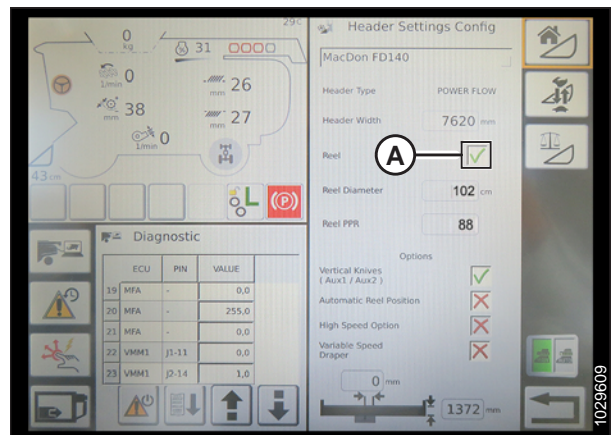 29c
0
kg
31
0
1/min
26
mm
38
mm
27
mm
0
1/min
43 cm
L
(P)
Diagnostic
ECU PIN VALUE
19 MFA - 0,0
20 MFA - 255,0
21 MFA - 0,0
22 VMM1 J1-11 0,0
23 VMM1 J2-14 1,0
Header Settings Config
MacDon FD140
Header Type POWER FLOW
Header Width 7620 mm
Reel
A
Reel Diameter 102 cm
Reel PPR 88
Options
Vertical Knives
( Aux1 / Aux2 )
Automatic Reel Position
High Speed Option
Variable Speed
Draper
0 mm
1372 mm
1029609